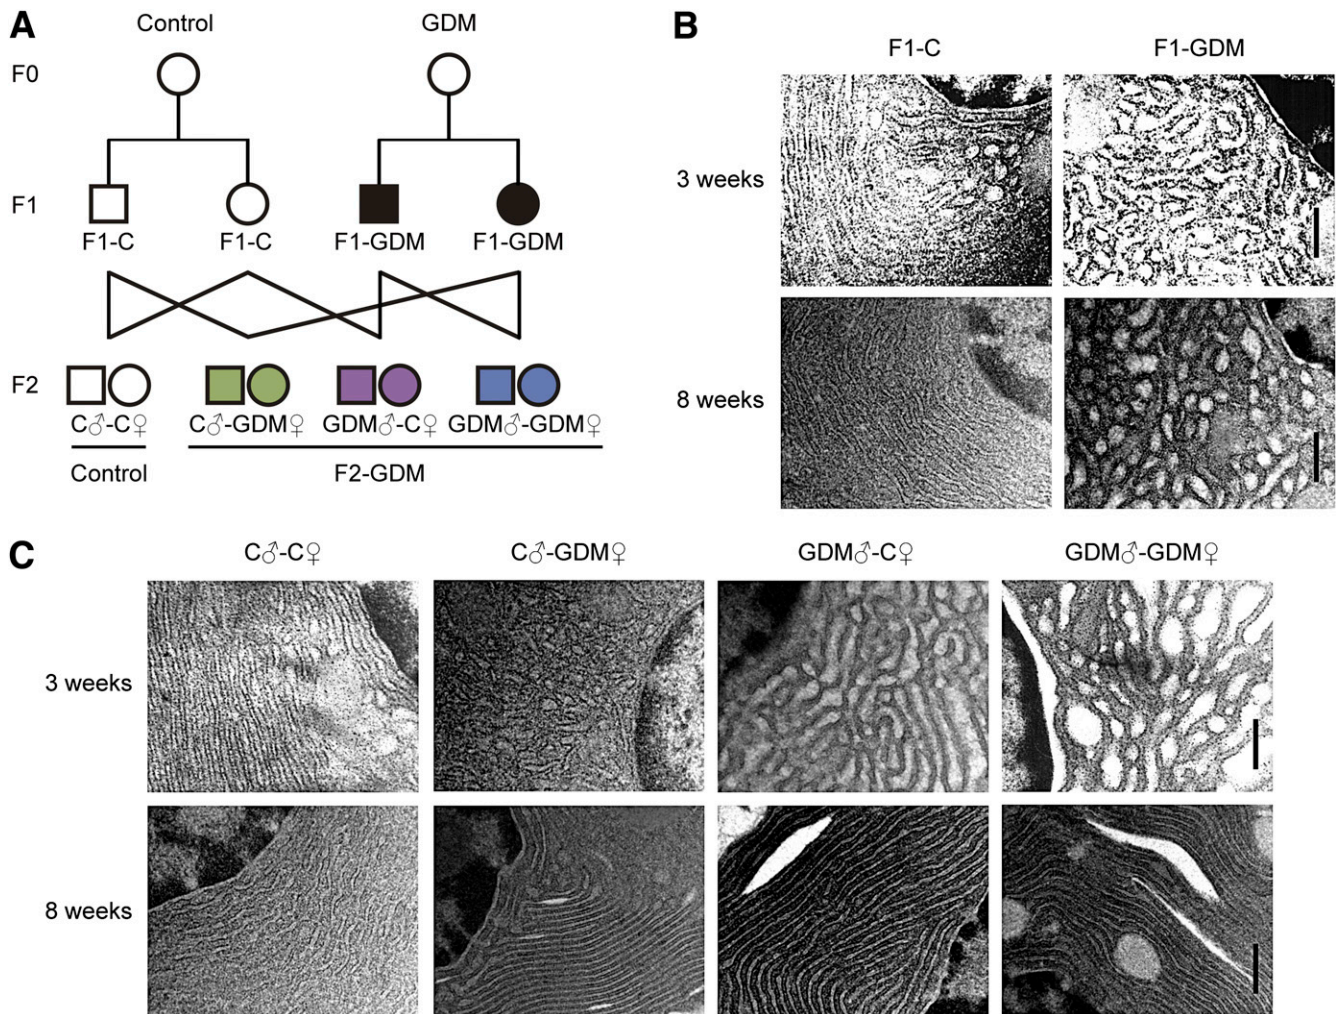 A
Control GDM
F0
F1
F1-C F1-C F1-GDM F1-GDM
F2
C♂-C♀ C♂-GDM♀ GDM♂-C♀ GDM♂-GDM♀
Control F2-GDM
B
F1-C F1-GDM
3 weeks
8 weeks
C
C♂-C♀ C♂-GDM♀ GDM♂-C♀ GDM♂-GDM♀
3 weeks
8 weeks